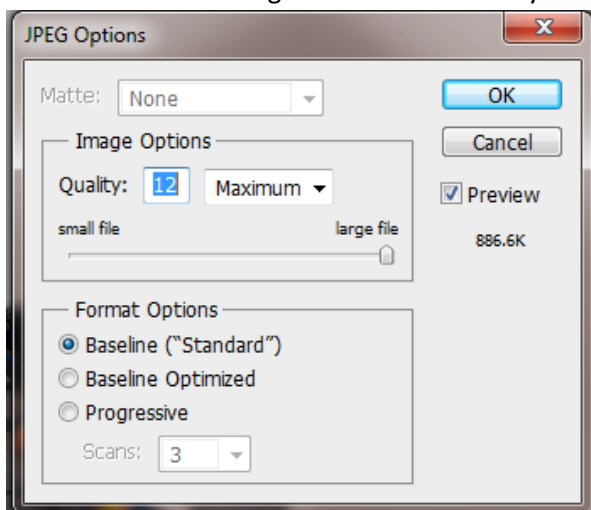 JPEG Options
Matte: None
OK
Image Options
Cancel
Quality: 12 Maximum
Preview
small file large file
886.6K
Format Options
Baseline ("Standard")
Baseline Optimized
Progressive
Scans: 3